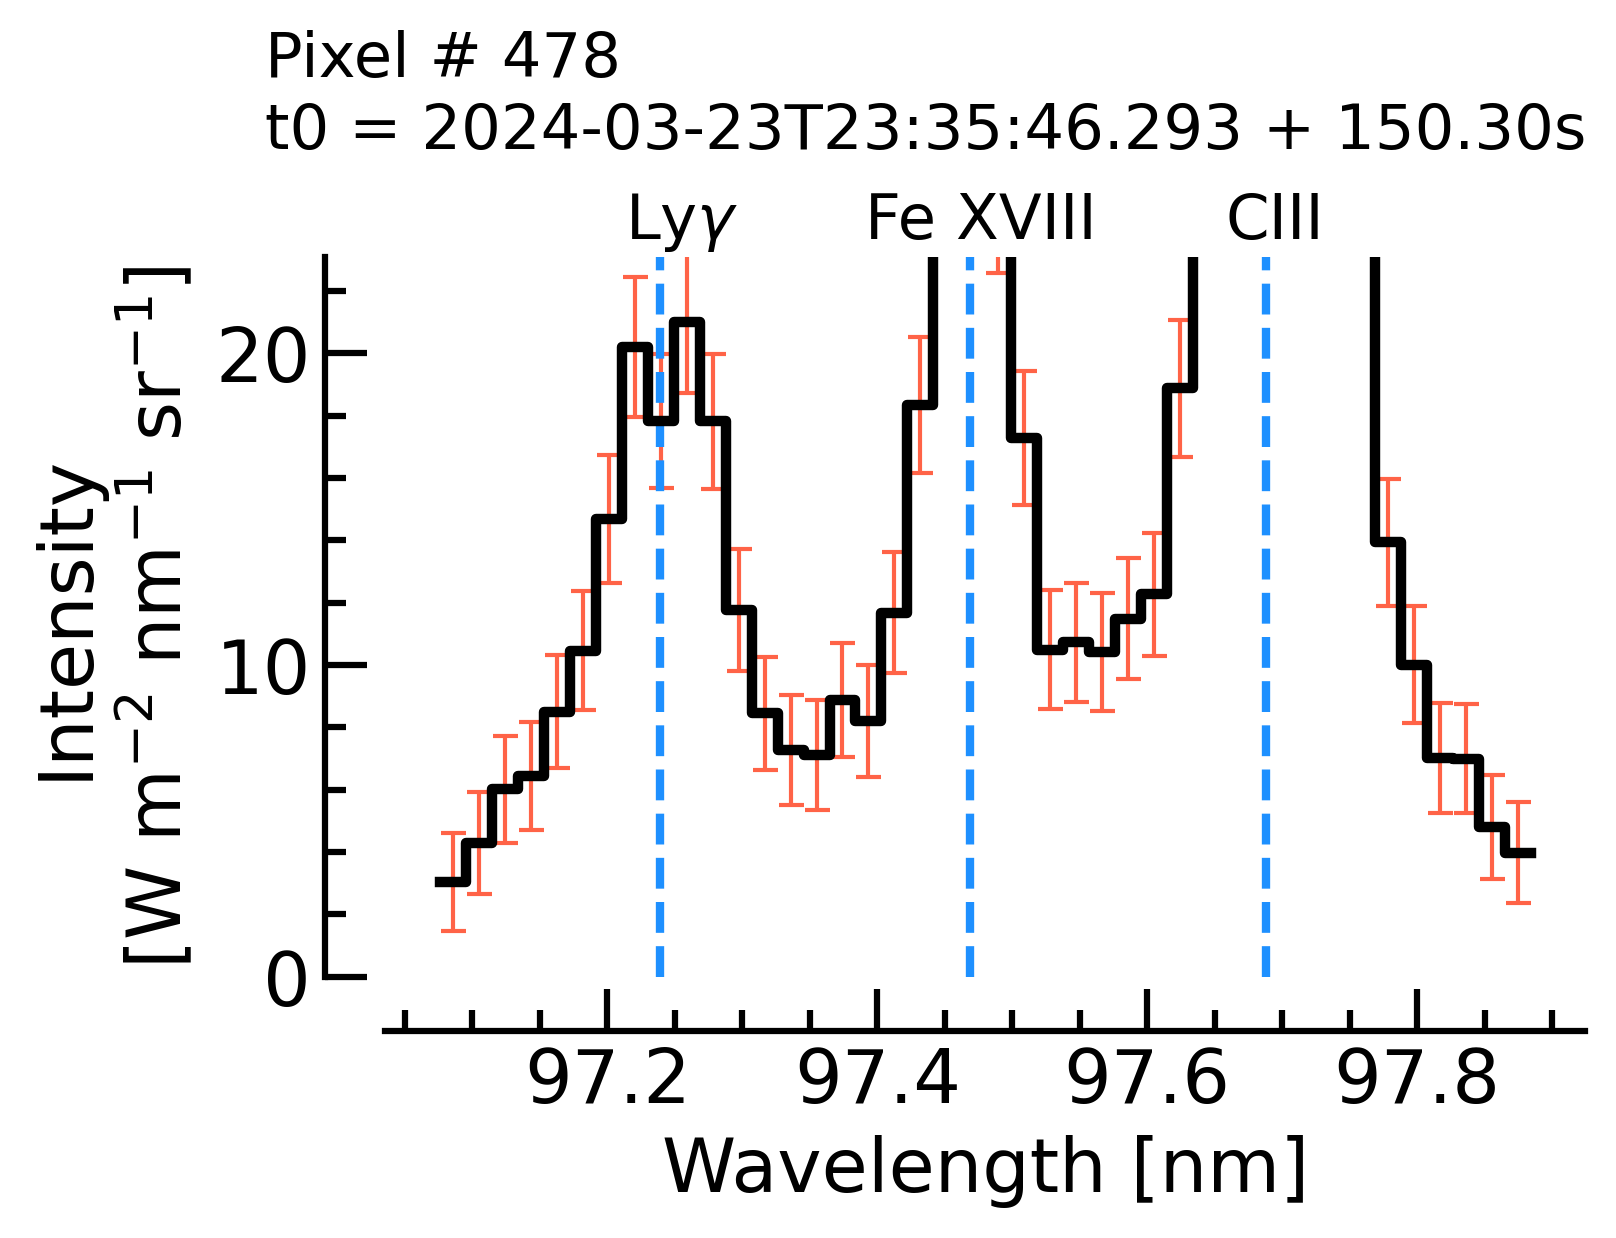 Pixel # 478
t0 = 2024-03-23T23:35:46.293 + 150.30s
Lyγ Fe XVIII CIII
Intensity
[W m⁻² nm⁻¹ sr⁻¹]
20
10
0
97.2 97.4 97.6 97.8
Wavelength [nm]